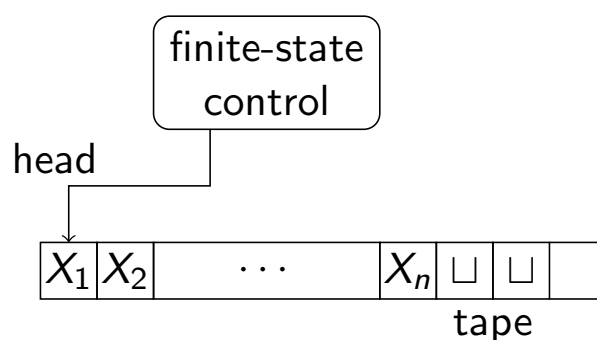 finite-state
control
head
X₁ X₂ ··· Xₙ ⊔ ⊔
tape